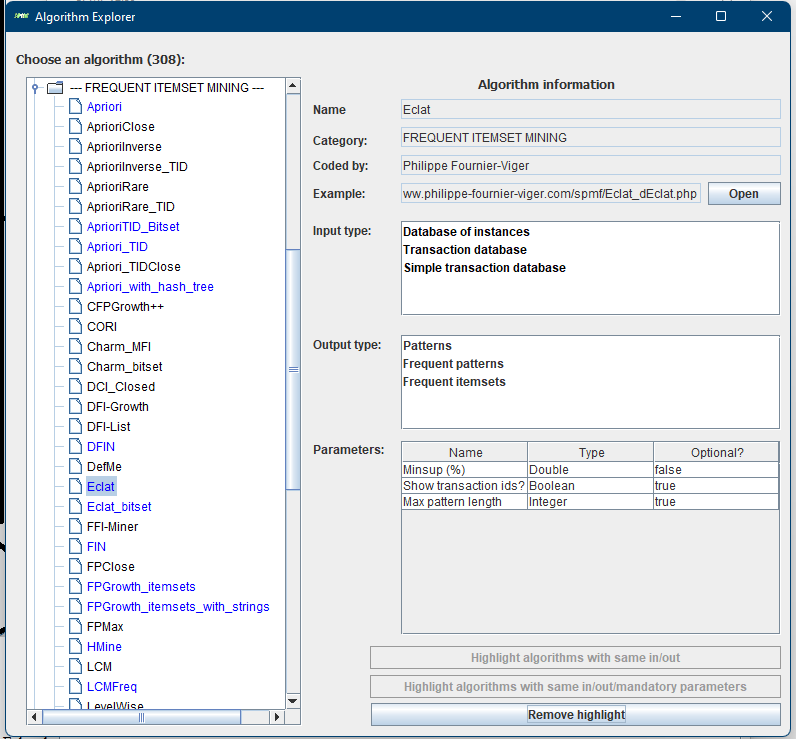 SPMF Algorithm Explorer
Choose an algorithm (308):
--- FREQUENT ITEMSET MINING ---
Apriori
AprioriClose
AprioriInverse
AprioriInverse_TID
AprioriRare
AprioriRare_TID
AprioriTID_Bitset
Apriori_TID
Apriori_TIDClose
Apriori_with_hash_tree
CFPGrowth++
CORI
Charm_MFI
Charm_bitset
DCI_Closed
DFI-Growth
DFI-List
DFIN
DefMe
Eclat
Eclat_bitset
FFI-Miner
FIN
FPClose
FPGrowth_itemsets
FPGrowth_itemsets_with_strings
FPMax
HMine
LCM
LCMFreq
LevelWise
Algorithm information
Name Eclat
Category: FREQUENT ITEMSET MINING
Coded by: Philippe Fournier-Viger
Example: ww.philippe-fournier-viger.com/spmf/Eclat_dEclat.php Open
Input type: Database of instances
Transaction database
Simple transaction database
Output type: Patterns
Frequent patterns
Frequent itemsets
Parameters: Name Type Optional?
Minsup (%) Double false
Show transaction ids? Boolean true
Max pattern length Integer true
Highlight algorithms with same in/out
Highlight algorithms with same in/out/mandatory parameters
Remove highlight